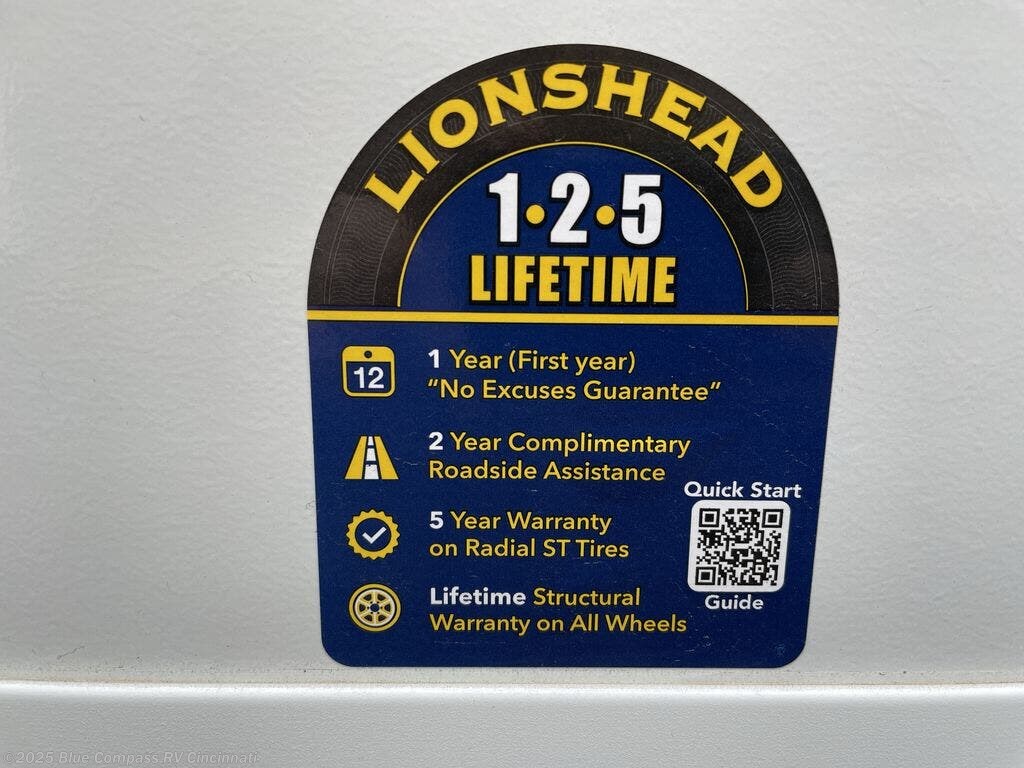 LIONSHEAD
1•2•5
LIFETIME
12
1 Year (First year)
“No Excuses Guarantee”
2 Year Complimentary
Roadside Assistance
5 Year Warranty
on Radial ST Tires
Lifetime Structural
Warranty on All Wheels
Quick Start
Guide
©2025 Blue Compass RV Cincinnati